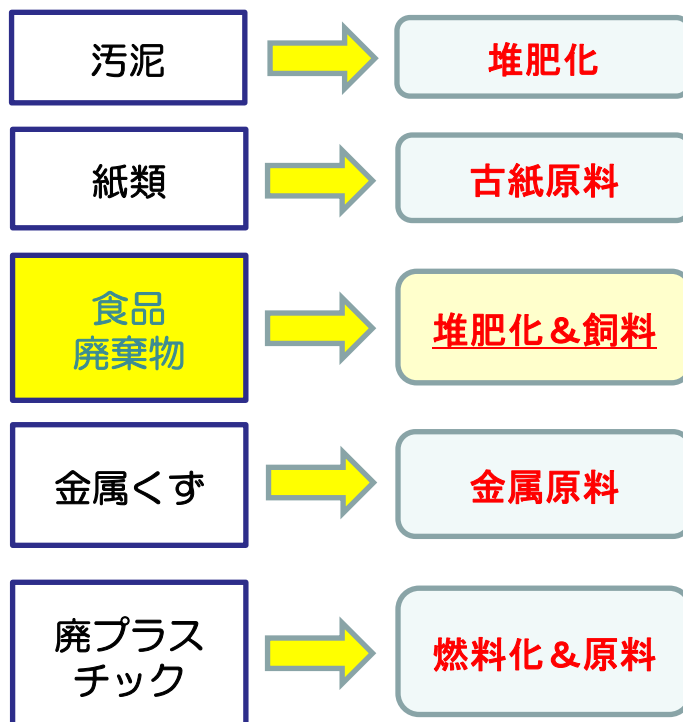 汚泥
堆肥化
紙類
古紙原料
食品
廃棄物
堆肥化＆飼料
金属くず
金属原料
廃プラス
チック
燃料化＆原料